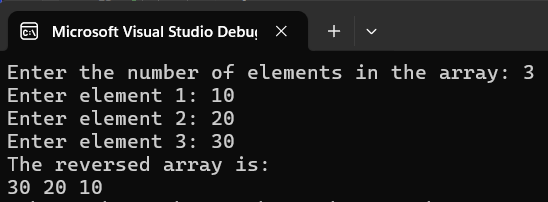 Microsoft Visual Studio Debug
Enter the number of elements in the array: 3
Enter element 1: 10
Enter element 2: 20
Enter element 3: 30
The reversed array is:
30 20 10